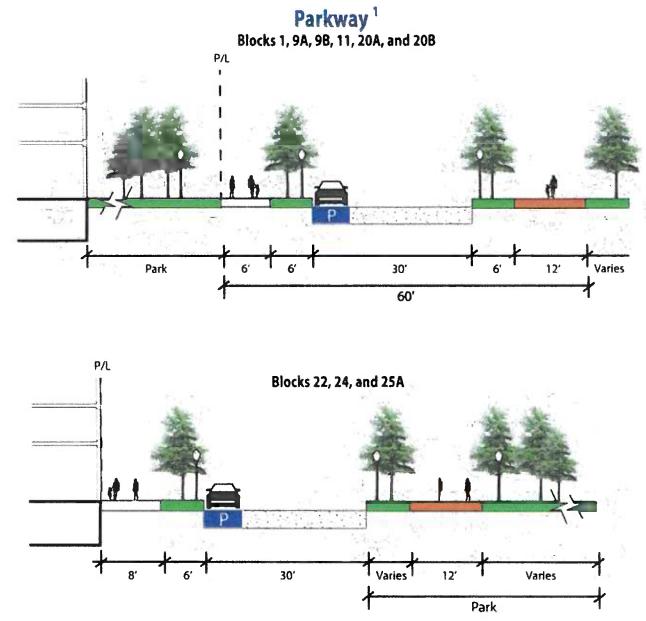 Parkway 1
Blocks 1, 9A, 9B, 11, 20A, and 20B
P/L
P
Park 6' 6' 30' 6' 12' Varies
60'
P/L
Blocks 22, 24, and 25A
P
8' 6' 30' Varies 12' Varies
Park